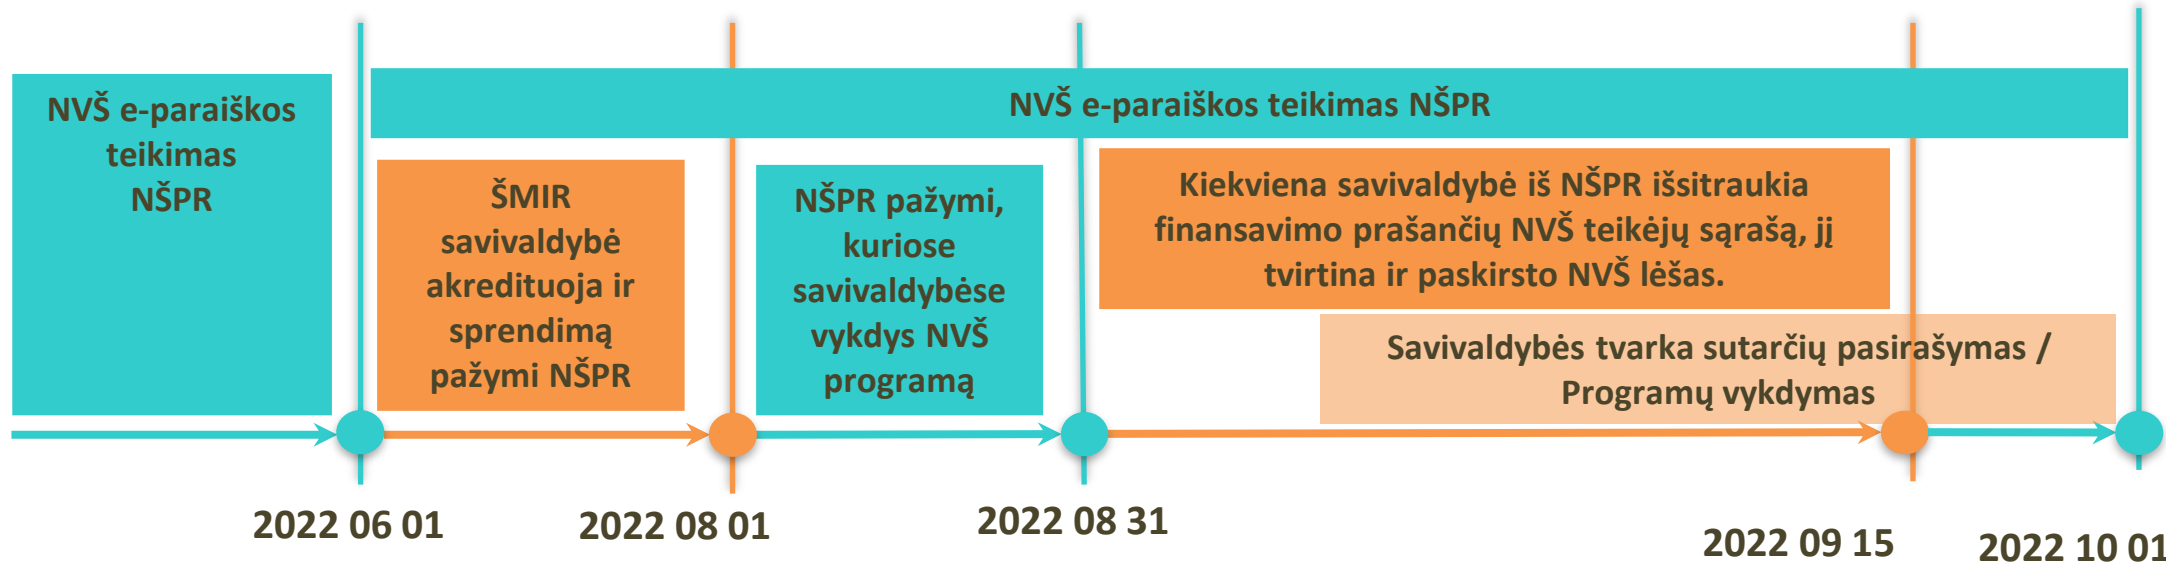 NVŠ e-paraiškos
teikimas
NŠPR
NVŠ e-paraiškos teikimas NŠPR
ŠMIR
savivaldybė
akredituoja ir
sprendimą
pažymi NŠPR
NŠPR pažymi,
kuriose
savivaldybėse
vykdys NVŠ
programą
Kiekviena savivaldybė iš NŠPR išsitraukia
finansavimo prašančių NVŠ teikėjų sąrašą, jį
tvirtina ir paskirsto NVŠ lėšas.
Savivaldybės tvarka sutarčių pasirašymas /
Programų vykdymas
2022 06 01
2022 08 01
2022 08 31
2022 09 15
2022 10 01